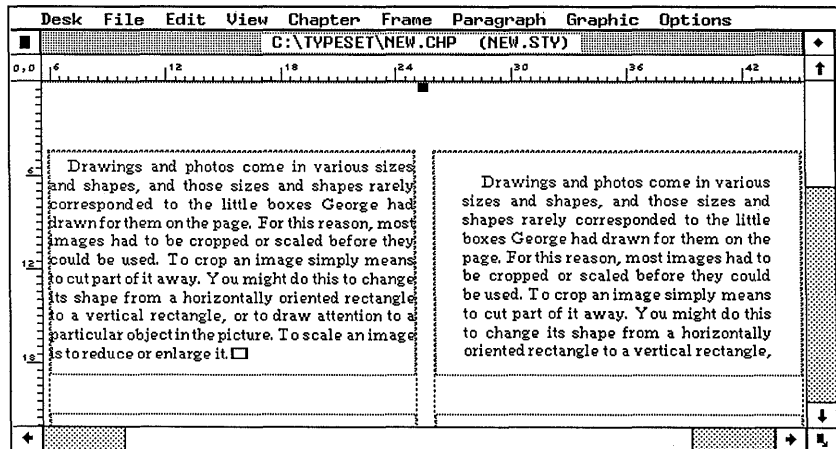 Desk File Edit View Chapter Frame Paragraph Graphic Options
C:\TYPESET\NEW.CHP (NEW.STY)
0,0 6 12 18 24 30 36 42
6
12
18
Drawings and photos come in various sizes
and shapes, and those sizes and shapes rarely
corresponded to the little boxes George had
drawn for them on the page. For this reason, most
images had to be cropped or scaled before they
could be used. To crop an image simply means
to cut part of it away. You might do this to change
its shape from a horizontally oriented rectangle
to a vertical rectangle, or to draw attention to a
particular object in the picture. To scale an image
is to reduce or enlarge it.
Drawings and photos come in various
sizes and shapes, and those sizes and
shapes rarely corresponded to the little
boxes George had drawn for them on the
page. For this reason, most images had to
be cropped or scaled before they could
be used. To crop an image simply means
to cut part of it away. You might do this
to change its shape from a horizontally
oriented rectangle to a vertical rectangle,